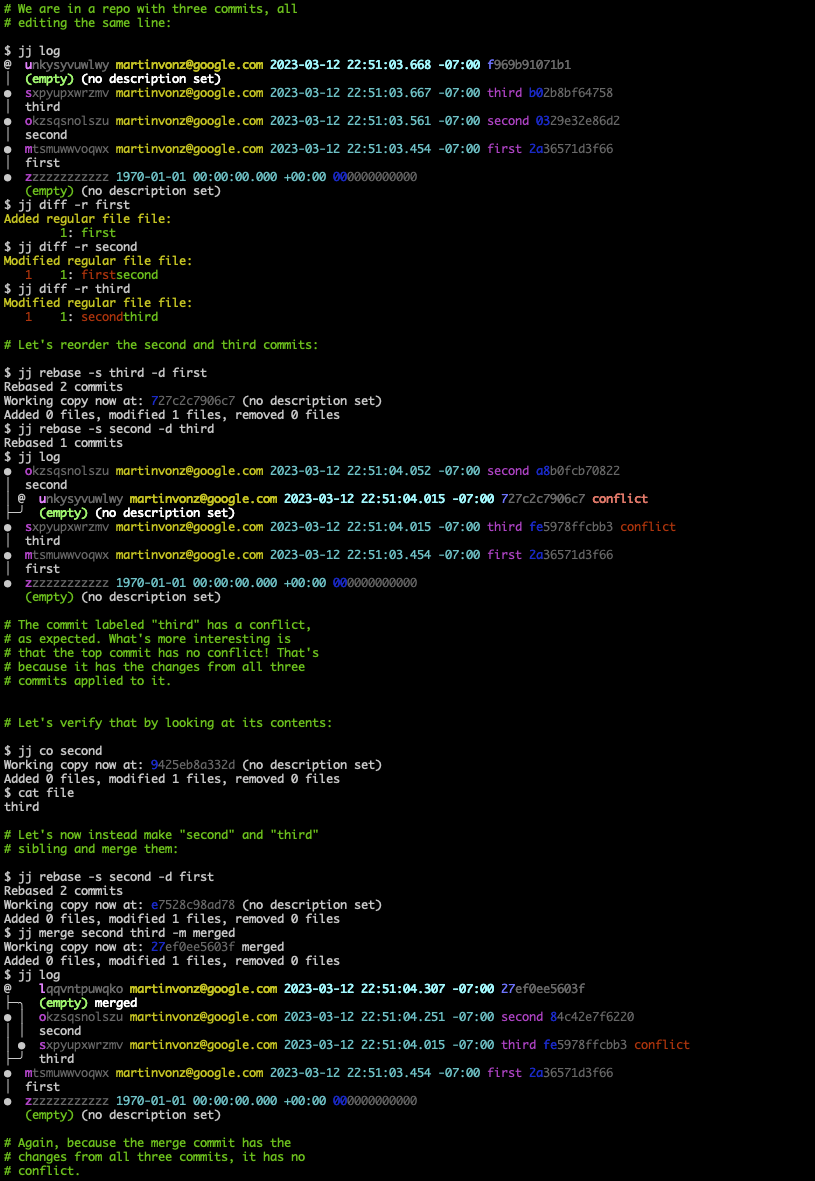 # We are in a repo with three commits, all
# editing the same line:
$ jj log
@ unkysyvuwlwy martinvonz@google.com 2023-03-12 22:51:03.668 -07:00 f969b91071b1
│ (empty) (no description set)
● sxpyupxwrzmv martinvonz@google.com 2023-03-12 22:51:03.667 -07:00 third b02b8bf64758
│ third
● okzsqsnolszu martinvonz@google.com 2023-03-12 22:51:03.561 -07:00 second 0329e32e86d2
│ second
● mtsmuwwvoqwx martinvonz@google.com 2023-03-12 22:51:03.454 -07:00 first 2a36571d3f66
│ first
● zzzzzzzzzzzz 1970-01-01 00:00:00.000 +00:00 000000000000
(empty) (no description set)
$ jj diff -r first
Added regular file file:
1: first
$ jj diff -r second
Modified regular file file:
1 1: firstsecond
$ jj diff -r third
Modified regular file file:
1 1: secondthird
# Let's reorder the second and third commits:
$ jj rebase -s third -d first
Rebased 2 commits
Working copy now at: 727c2c7906c7 (no description set)
Added 0 files, modified 1 files, removed 0 files
$ jj rebase -s second -d third
Rebased 1 commits
$ jj log
● okzsqsnolszu martinvonz@google.com 2023-03-12 22:51:04.052 -07:00 second a8b0fcb70822
│ second
│ @ unkysyvuwlwy martinvonz@google.com 2023-03-12 22:51:04.015 -07:00 727c2c7906c7 conflict
├─╯ (empty) (no description set)
● sxpyupxwrzmv martinvonz@google.com 2023-03-12 22:51:04.015 -07:00 third fe5978ffcbb3 conflict
│ third
● mtsmuwwvoqwx martinvonz@google.com 2023-03-12 22:51:03.454 -07:00 first 2a36571d3f66
│ first
● zzzzzzzzzzzz 1970-01-01 00:00:00.000 +00:00 000000000000
(empty) (no description set)
# The commit labeled "third" has a conflict,
# as expected. What's more interesting is
# that the top commit has no conflict! That's
# because it has the changes from all three
# commits applied to it.
# Let's verify that by looking at its contents:
$ jj co second
Working copy now at: 9425eb8a332d (no description set)
Added 0 files, modified 1 files, removed 0 files
$ cat file
third
# Let's now instead make "second" and "third"
# sibling and merge them:
$ jj rebase -s second -d first
Rebased 2 commits
Working copy now at: e7528c98ad78 (no description set)
Added 0 files, modified 1 files, removed 0 files
$ jj merge second third -m merged
Working copy now at: 27ef0ee5603f merged
Added 0 files, modified 1 files, removed 0 files
$ jj log
@ lqqvntpuwqko martinvonz@google.com 2023-03-12 22:51:04.307 -07:00 27ef0ee5603f
├─╮ (empty) merged
● │ okzsqsnolszu martinvonz@google.com 2023-03-12 22:51:04.251 -07:00 second 84c42e7f6220
│ │ second
│ ● sxpyupxwrzmv martinvonz@google.com 2023-03-12 22:51:04.015 -07:00 third fe5978ffcbb3 conflict
├─╯ third
● mtsmuwwvoqwx martinvonz@google.com 2023-03-12 22:51:03.454 -07:00 first 2a36571d3f66
│ first
● zzzzzzzzzzzz 1970-01-01 00:00:00.000 +00:00 000000000000
(empty) (no description set)
# Again, because the merge commit has the
# changes from all three commits, it has no
# conflict.